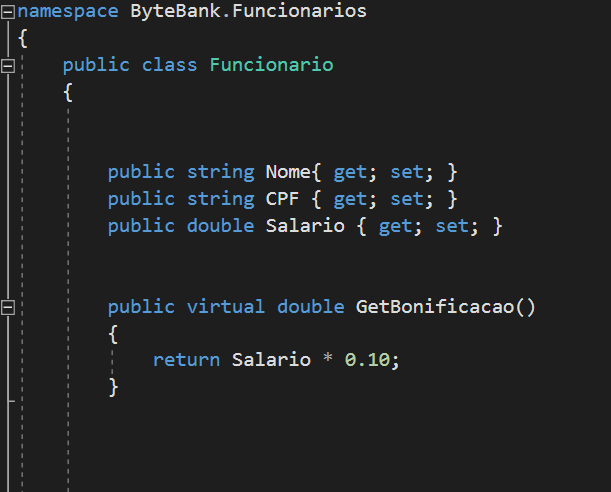 namespace ByteBank.Funcionarios
{
public class Funcionario
{
public string Nome{ get; set; }
public string CPF { get; set; }
public double Salario { get; set; }
public virtual double GetBonificacao()
{
return Salario * 0.10;
}